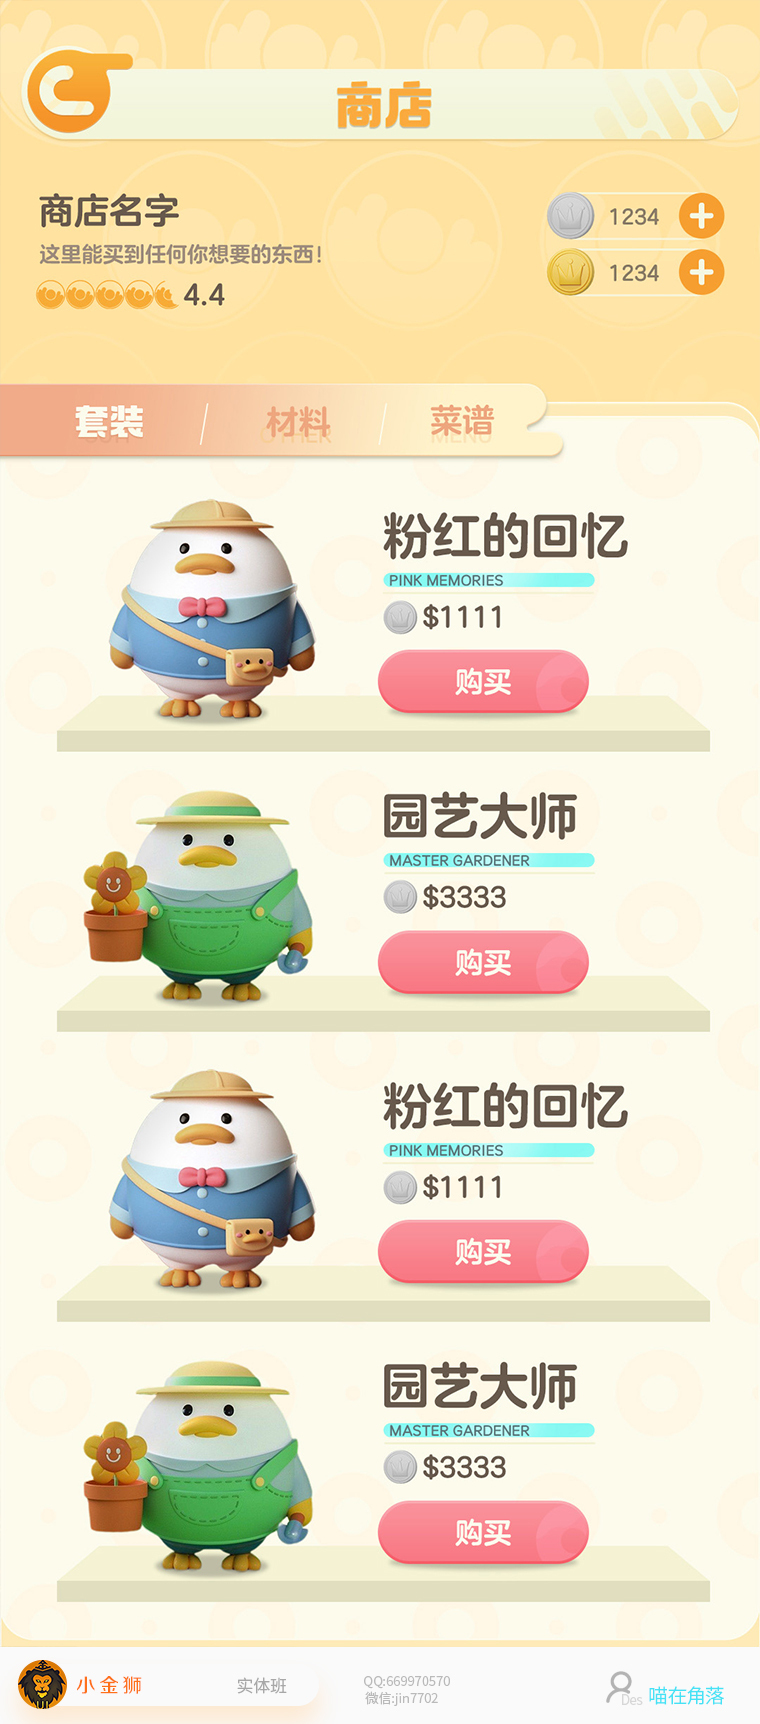 商店
商店名字
1234
这里能买到任何你想要的东西!
4.4
1234
套装 材料 菜谱
OTHER MENU
粉红的回忆
PINK MEMORIES
$1111
购买
园艺大师
MASTER GARDENER
$3333
购买
粉红的回忆
PINK MEMORIES
$1111
购买
园艺大师
MASTER GARDENER
$3333
购买
小金狮 实体班
QQ:669970570
微信:jin7702
Des 喵在角落